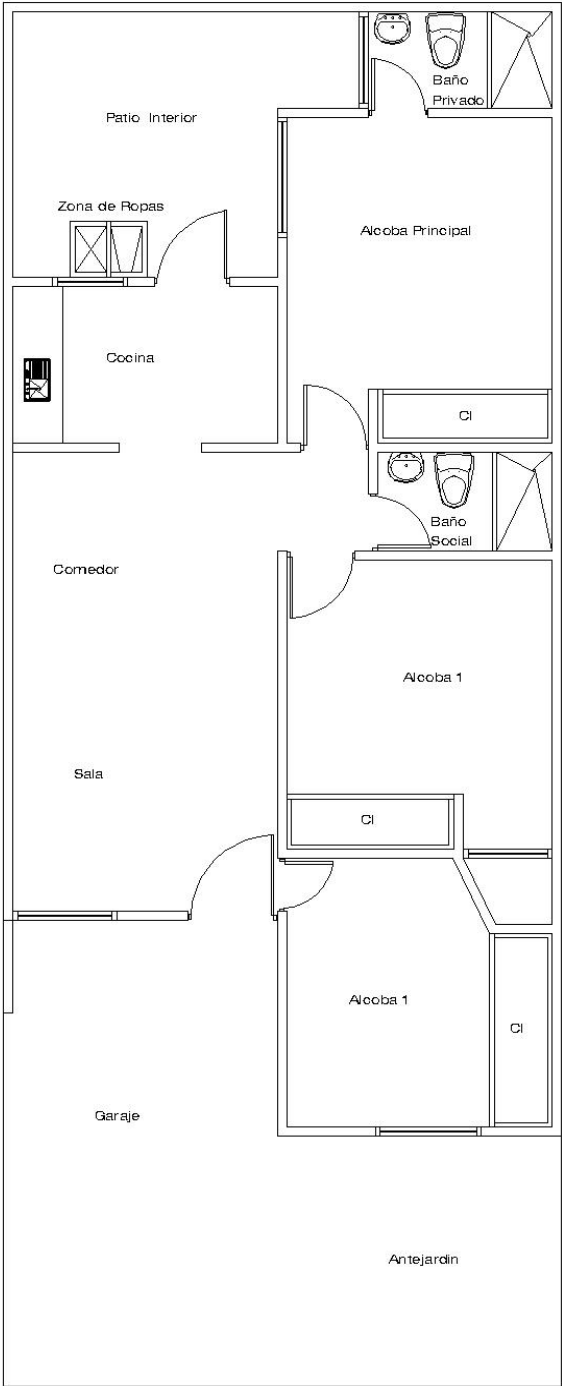 Baño
Privado
Patio Interior
Zona de Ropas
Alcoba Principal
Cocina
Cl
Baño
Social
Comedor
Alcoba 1
Sala
Cl
Alcoba 1
Cl
Garaje
Antejardin